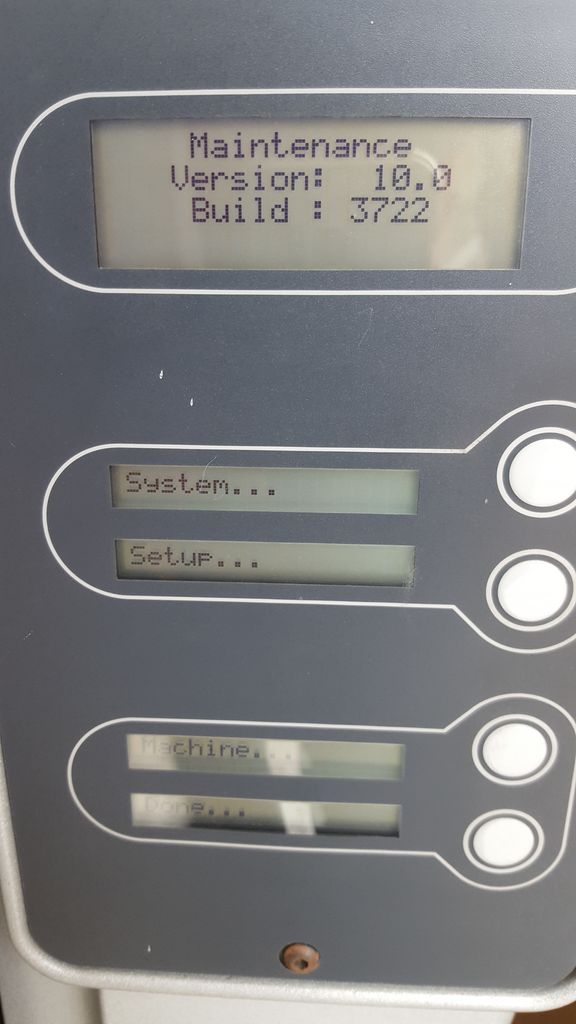 Maintenance
Version: 10.0
Build : 3722
System...
Setup...
Machine...
Done...